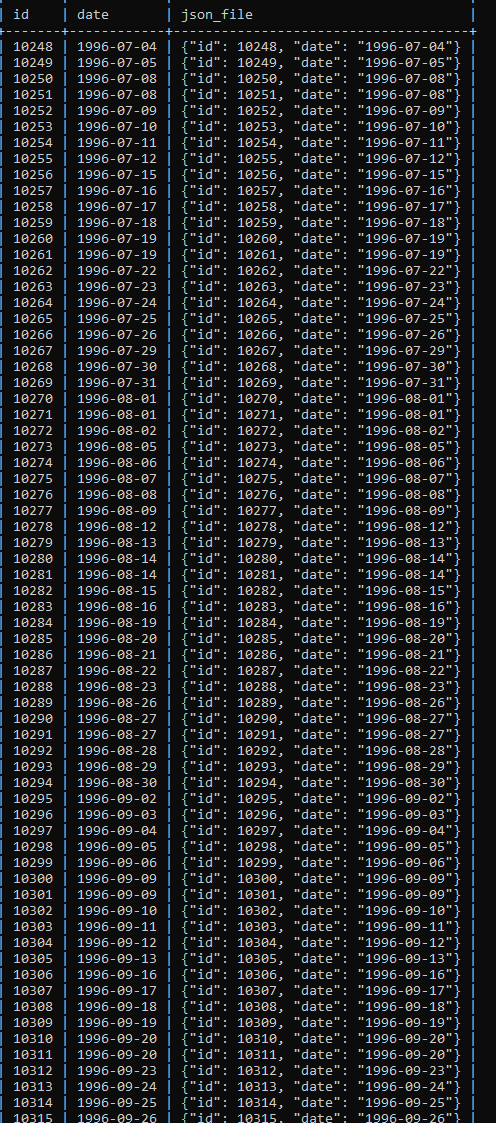 | id | date | json_file |
+-------+------------+-------------------------------------+
| 10248 | 1996-07-04 | {"id": 10248, "date": "1996-07-04"} |
| 10249 | 1996-07-05 | {"id": 10249, "date": "1996-07-05"} |
| 10250 | 1996-07-08 | {"id": 10250, "date": "1996-07-08"} |
| 10251 | 1996-07-08 | {"id": 10251, "date": "1996-07-08"} |
| 10252 | 1996-07-09 | {"id": 10252, "date": "1996-07-09"} |
| 10253 | 1996-07-10 | {"id": 10253, "date": "1996-07-10"} |
| 10254 | 1996-07-11 | {"id": 10254, "date": "1996-07-11"} |
| 10255 | 1996-07-12 | {"id": 10255, "date": "1996-07-12"} |
| 10256 | 1996-07-15 | {"id": 10256, "date": "1996-07-15"} |
| 10257 | 1996-07-16 | {"id": 10257, "date": "1996-07-16"} |
| 10258 | 1996-07-17 | {"id": 10258, "date": "1996-07-17"} |
| 10259 | 1996-07-18 | {"id": 10259, "date": "1996-07-18"} |
| 10260 | 1996-07-19 | {"id": 10260, "date": "1996-07-19"} |
| 10261 | 1996-07-19 | {"id": 10261, "date": "1996-07-19"} |
| 10262 | 1996-07-22 | {"id": 10262, "date": "1996-07-22"} |
| 10263 | 1996-07-23 | {"id": 10263, "date": "1996-07-23"} |
| 10264 | 1996-07-24 | {"id": 10264, "date": "1996-07-24"} |
| 10265 | 1996-07-25 | {"id": 10265, "date": "1996-07-25"} |
| 10266 | 1996-07-26 | {"id": 10266, "date": "1996-07-26"} |
| 10267 | 1996-07-29 | {"id": 10267, "date": "1996-07-29"} |
| 10268 | 1996-07-30 | {"id": 10268, "date": "1996-07-30"} |
| 10269 | 1996-07-31 | {"id": 10269, "date": "1996-07-31"} |
| 10270 | 1996-08-01 | {"id": 10270, "date": "1996-08-01"} |
| 10271 | 1996-08-01 | {"id": 10271, "date": "1996-08-01"} |
| 10272 | 1996-08-02 | {"id": 10272, "date": "1996-08-02"} |
| 10273 | 1996-08-05 | {"id": 10273, "date": "1996-08-05"} |
| 10274 | 1996-08-06 | {"id": 10274, "date": "1996-08-06"} |
| 10275 | 1996-08-07 | {"id": 10275, "date": "1996-08-07"} |
| 10276 | 1996-08-08 | {"id": 10276, "date": "1996-08-08"} |
| 10277 | 1996-08-09 | {"id": 10277, "date": "1996-08-09"} |
| 10278 | 1996-08-12 | {"id": 10278, "date": "1996-08-12"} |
| 10279 | 1996-08-13 | {"id": 10279, "date": "1996-08-13"} |
| 10280 | 1996-08-14 | {"id": 10280, "date": "1996-08-14"} |
| 10281 | 1996-08-14 | {"id": 10281, "date": "1996-08-14"} |
| 10282 | 1996-08-15 | {"id": 10282, "date": "1996-08-15"} |
| 10283 | 1996-08-16 | {"id": 10283, "date": "1996-08-16"} |
| 10284 | 1996-08-19 | {"id": 10284, "date": "1996-08-19"} |
| 10285 | 1996-08-20 | {"id": 10285, "date": "1996-08-20"} |
| 10286 | 1996-08-21 | {"id": 10286, "date": "1996-08-21"} |
| 10287 | 1996-08-22 | {"id": 10287, "date": "1996-08-22"} |
| 10288 | 1996-08-23 | {"id": 10288, "date": "1996-08-23"} |
| 10289 | 1996-08-26 | {"id": 10289, "date": "1996-08-26"} |
| 10290 | 1996-08-27 | {"id": 10290, "date": "1996-08-27"} |
| 10291 | 1996-08-27 | {"id": 10291, "date": "1996-08-27"} |
| 10292 | 1996-08-28 | {"id": 10292, "date": "1996-08-28"} |
| 10293 | 1996-08-29 | {"id": 10293, "date": "1996-08-29"} |
| 10294 | 1996-08-30 | {"id": 10294, "date": "1996-08-30"} |
| 10295 | 1996-09-02 | {"id": 10295, "date": "1996-09-02"} |
| 10296 | 1996-09-03 | {"id": 10296, "date": "1996-09-03"} |
| 10297 | 1996-09-04 | {"id": 10297, "date": "1996-09-04"} |
| 10298 | 1996-09-05 | {"id": 10298, "date": "1996-09-05"} |
| 10299 | 1996-09-06 | {"id": 10299, "date": "1996-09-06"} |
| 10300 | 1996-09-09 | {"id": 10300, "date": "1996-09-09"} |
| 10301 | 1996-09-09 | {"id": 10301, "date": "1996-09-09"} |
| 10302 | 1996-09-10 | {"id": 10302, "date": "1996-09-10"} |
| 10303 | 1996-09-11 | {"id": 10303, "date": "1996-09-11"} |
| 10304 | 1996-09-12 | {"id": 10304, "date": "1996-09-12"} |
| 10305 | 1996-09-13 | {"id": 10305, "date": "1996-09-13"} |
| 10306 | 1996-09-16 | {"id": 10306, "date": "1996-09-16"} |
| 10307 | 1996-09-17 | {"id": 10307, "date": "1996-09-17"} |
| 10308 | 1996-09-18 | {"id": 10308, "date": "1996-09-18"} |
| 10309 | 1996-09-19 | {"id": 10309, "date": "1996-09-19"} |
| 10310 | 1996-09-20 | {"id": 10310, "date": "1996-09-20"} |
| 10311 | 1996-09-20 | {"id": 10311, "date": "1996-09-20"} |
| 10312 | 1996-09-23 | {"id": 10312, "date": "1996-09-23"} |
| 10313 | 1996-09-24 | {"id": 10313, "date": "1996-09-24"} |
| 10314 | 1996-09-25 | {"id": 10314, "date": "1996-09-25"} |
| 10315 | 1996-09-26 | {"id": 10315, "date": "1996-09-26"} |